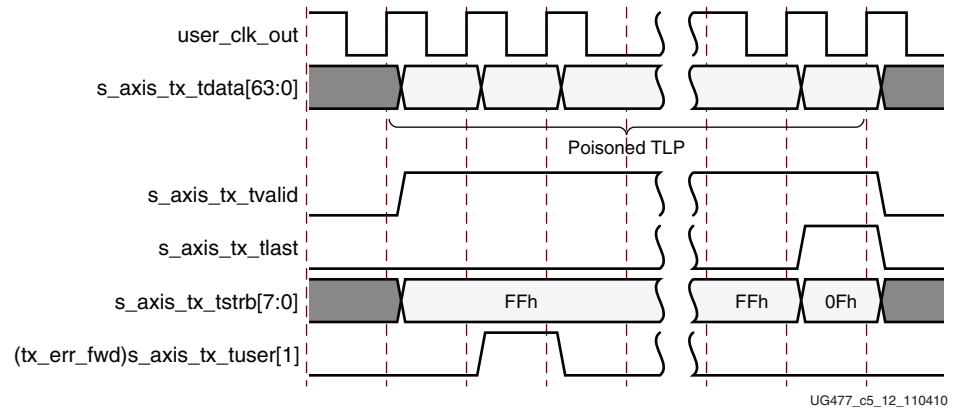 user_clk_out
s_axis_tx_tdata[63:0]
Poisoned TLP
s_axis_tx_tvalid
s_axis_tx_tlast
s_axis_tx_tstrb[7:0] FFh FFh 0Fh
(tx_err_fwd)s_axis_tx_tuser[1]
UG477_c5_12_110410